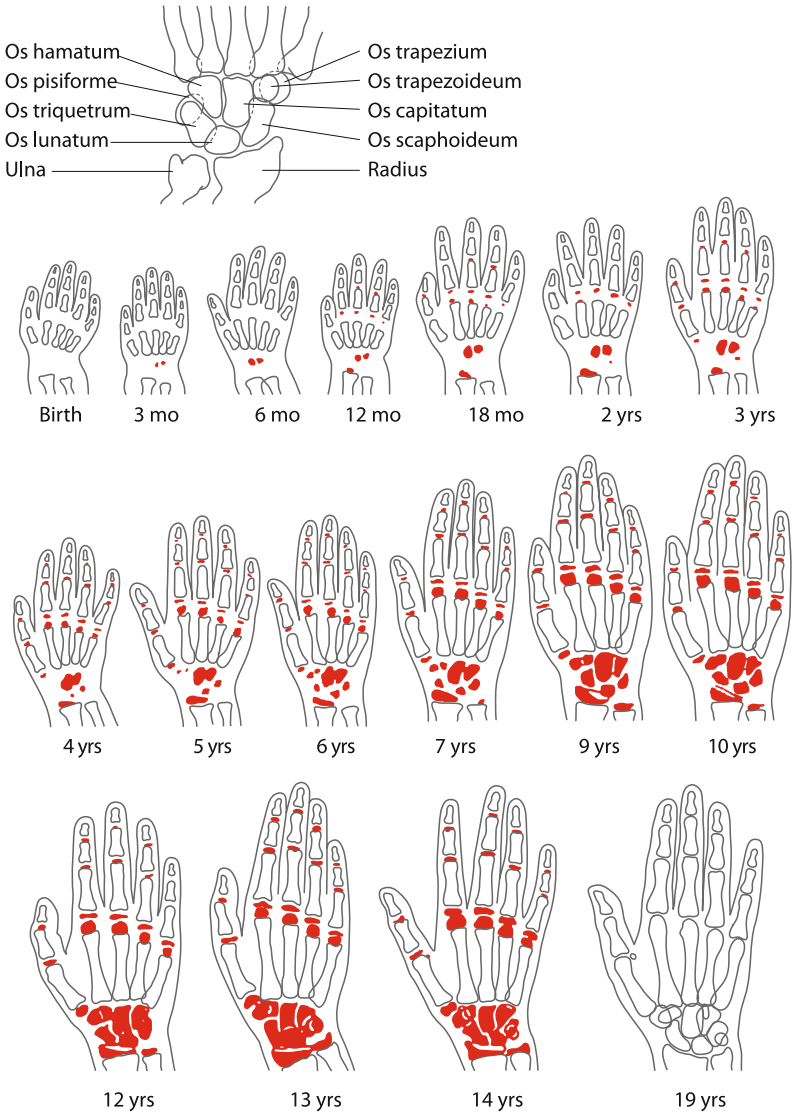 Os hamatum
Os pisiforme
Os triquetrum
Os lunatum
Ulna
Os trapezium
Os trapezoideum
Os capitatum
Os scaphoideum
Radius
Birth
3 mo
6 mo
12 mo
18 mo
2 yrs
3 yrs
4 yrs
5 yrs
6 yrs
7 yrs
9 yrs
10 yrs
12 yrs
13 yrs
14 yrs
19 yrs